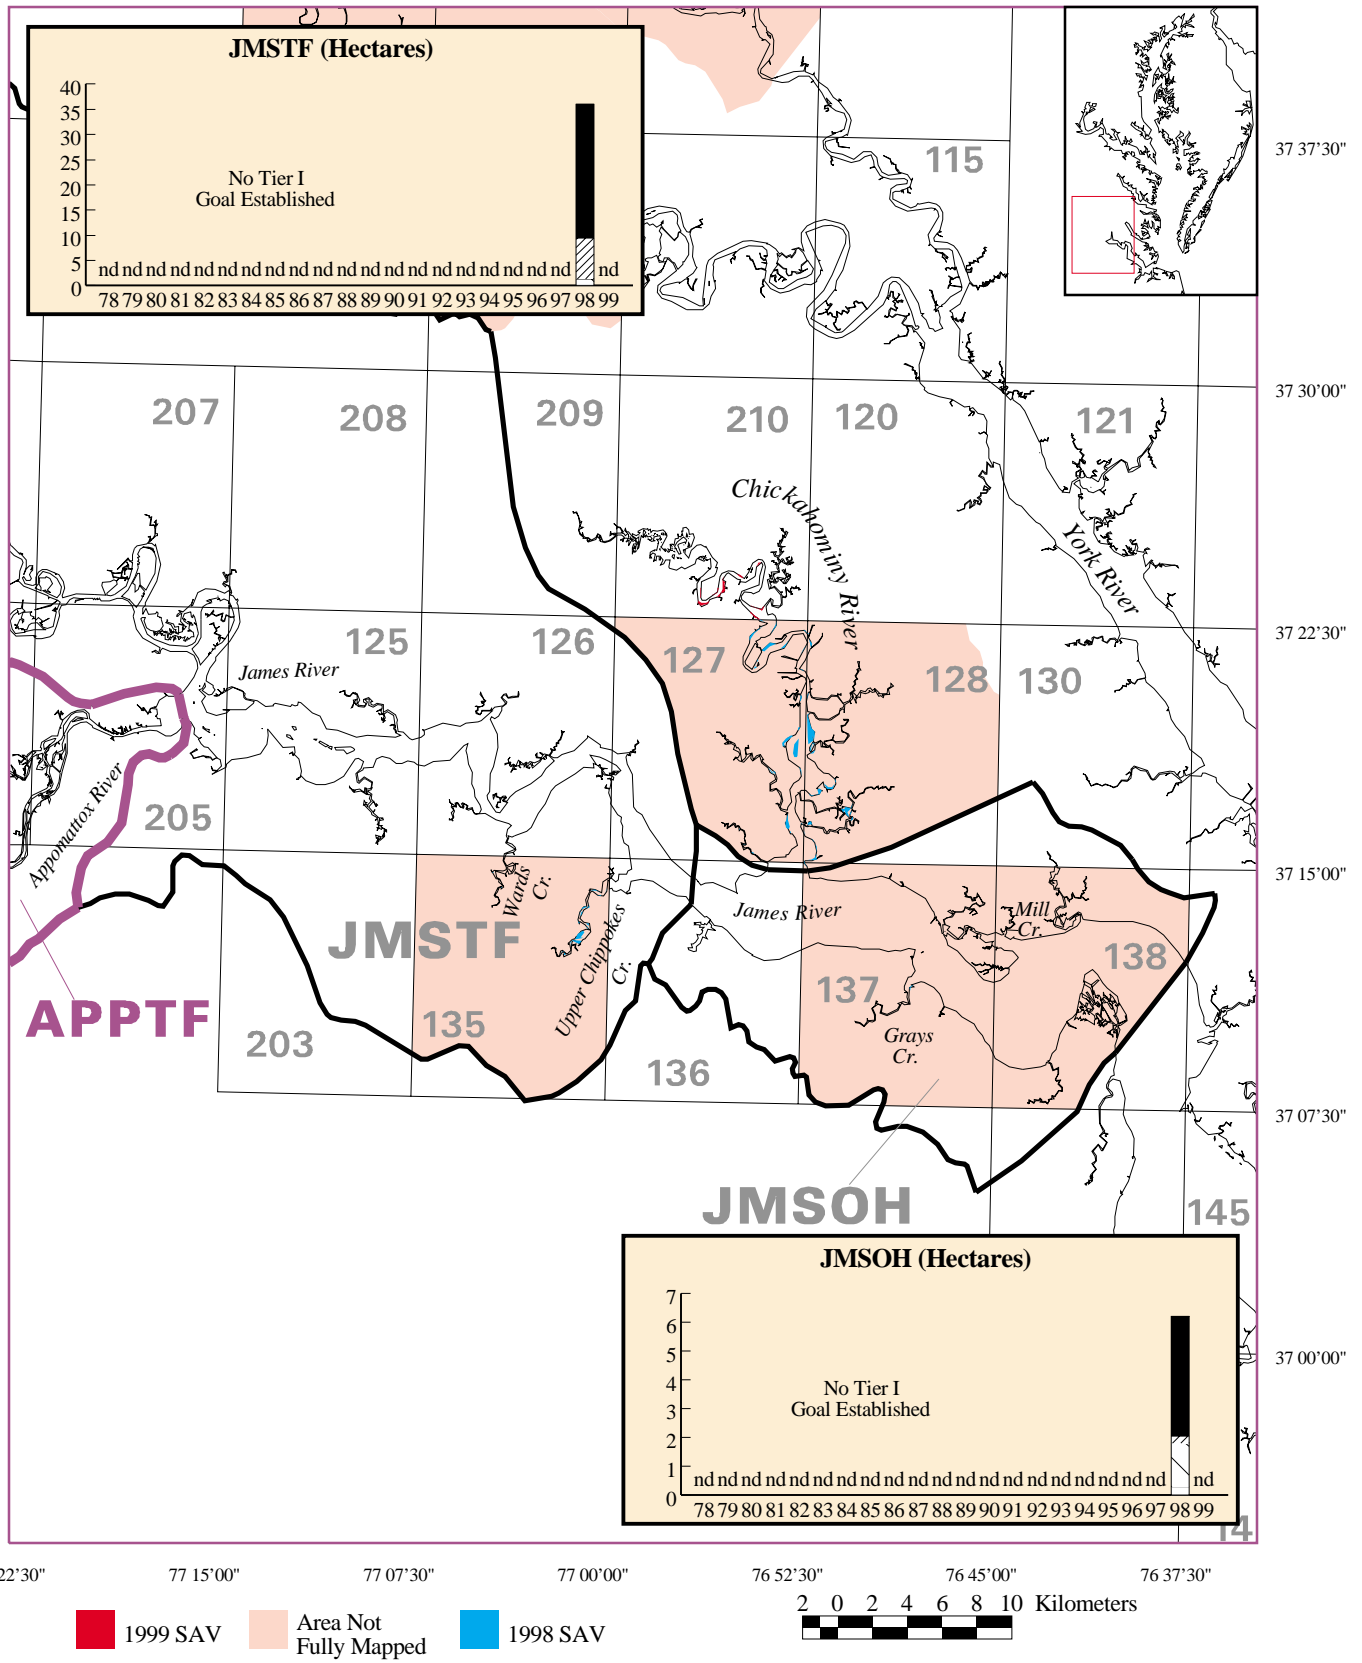 JMSTF (Hectares)
40
35
30
25
20
15
10
5
0
No Tier I
Goal Established
nd nd nd nd nd nd nd nd nd nd nd nd nd nd nd nd nd nd nd nd nd
78 79 80 81 82 83 84 85 86 87 88 89 90 91 92 93 94 95 96 97 98 99
115
37 37'30"
37 30'00"
207
208
209
210
120
121
Chickahominy River
York River
37 22'30"
125
126
127
128
130
James River
Appomattox River
205
37 15'00"
Wards
Cr.
James River
Mill
Cr.
JMSTF
Upper Chippokes
Cr.
138
137
APPTF
203
135
136
Grays
Cr.
37 07'30"
JMSOH
145
JMSOH (Hectares)
7
6
5
4
3
2
1
0
No Tier I
Goal Established
nd nd nd nd nd nd nd nd nd nd nd nd nd nd nd nd nd nd nd nd nd
78 79 80 81 82 83 84 85 86 87 88 89 90 91 92 93 94 95 96 97 98 99
37 00'00"
14
22'30" 77 15'00" 77 07'30" 77 00'00" 76 52'30" 76 45'00" 76 37'30"
1999 SAV
Area Not
Fully Mapped
1998 SAV
2 0 2 4 6 8 10 Kilometers